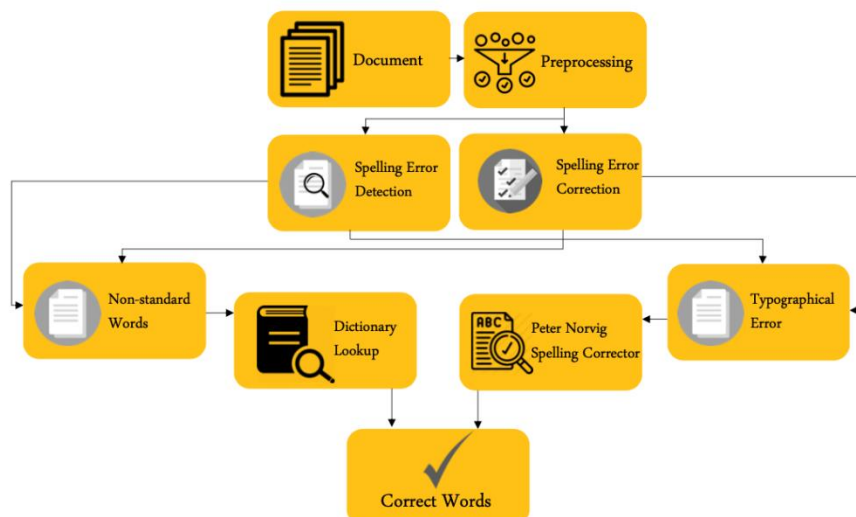 Document
Preprocessing
Spelling Error
Detection
Spelling Error
Correction
Non-standard
Words
Dictionary
Lookup
ABC
Peter Norvig
Spelling Corrector
Typographical
Error
Correct Words